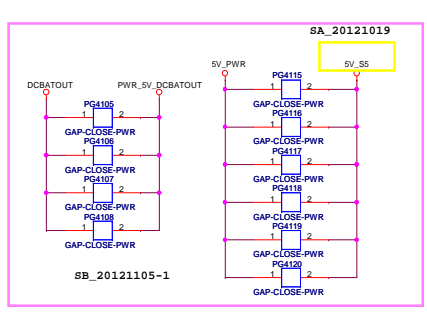 SA_20121019
5V_PWR
5V_S5
PG4115
1
2
GAP-CLOSE-PWR
PG4116
1
2
GAP-CLOSE-PWR
PG4117
1
2
GAP-CLOSE-PWR
PG4118
1
2
GAP-CLOSE-PWR
PG4119
1
2
GAP-CLOSE-PWR
PG4120
1
2
GAP-CLOSE-PWR
DCBATOUT
PWR_5V_DCBATOUT
PG4105
1
2
GAP-CLOSE-PWR
PG4106
1
2
GAP-CLOSE-PWR
PG4107
1
2
GAP-CLOSE-PWR
PG4108
1
2
GAP-CLOSE-PWR
SB_20121105-1